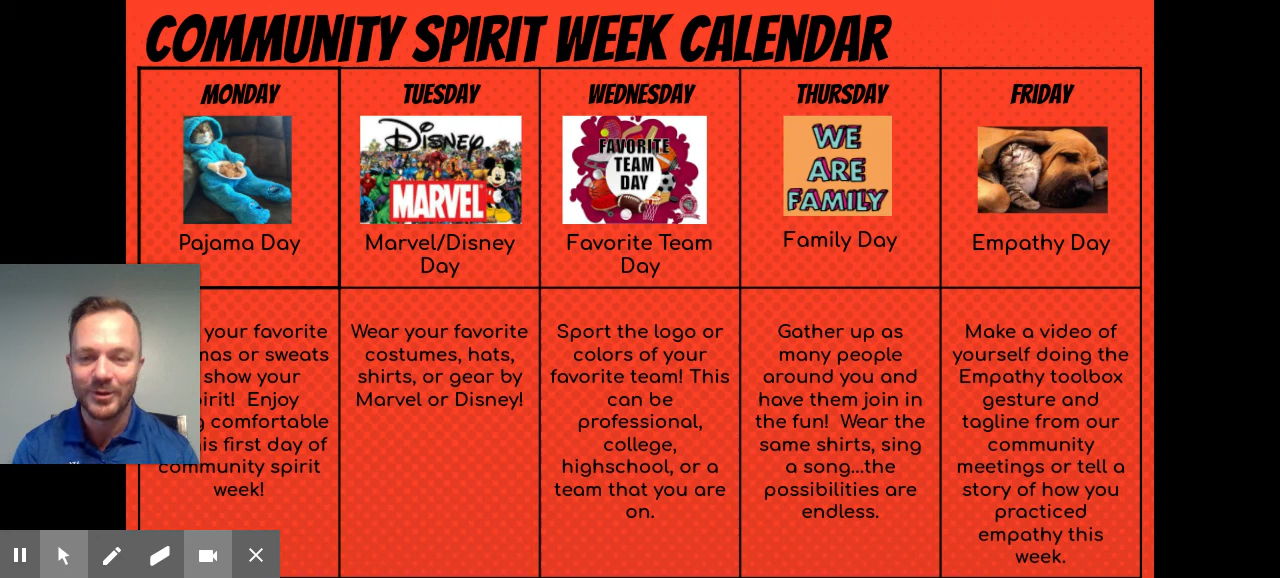 COMMUNITY SPIRIT WEEK CALENDAR
MONDAY
Pajama Day
your favorite
or sweats
show your
Enjoy
comfortable
first day of
community spirit
week!
TUESDAY
DISNEY
MARVEL
Marvel/Disney
Day
Wear your favorite
costumes, hats,
shirts, or gear by
Marvel or Disney!
WEDNESDAY
FAVORITE
TEAM
DAY
Favorite Team
Day
Sport the logo or
colors of your
favorite team! This
can be
professional,
college,
highschool, or a
team that you are
on.
THURSDAY
WE
ARE
FAMILY
Family Day
Gather up as
many people
around you and
have them join in
the fun!  Wear the
same shirts, sing
a song...the
possibilities are
endless.
FRIDAY
Empathy Day
Make a video of
yourself doing the
Empathy toolbox
gesture and
tagline from our
community
meetings or tell a
story of how you
practiced
empathy this
week.